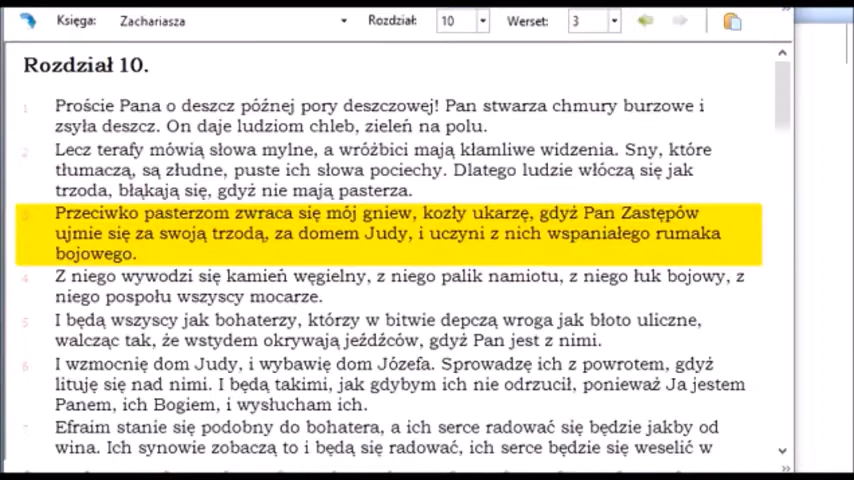 Księga: Zachariasza Rozdział: 10 Werset: 3
Rozdział 10.
1 Proście Pana o deszcz późnej pory deszczowej! Pan stwarza chmury burzowe i
zsyła deszcz. On daje ludziom chleb, zieleń na polu.
2 Lecz terafy mówią słowa mylne, a wróżbici mają kłamliwe widzenia. Sny, które
tłumaczą, są złudne, puste ich słowa pociechy. Dlatego ludzie włóczą się jak
trzoda, błąkają się, gdyż nie mają pasterza.
3 Przeciwko pasterzom zwraca się mój gniew, kozły ukarzę, gdyż Pan Zastępów
ujmie się za swoją trzodą, za domem Judy, i uczyni z nich wspaniałego rumaka
bojowego.
4 Z niego wywodzi się kamień węgielny, z niego palik namiotu, z niego łuk bojowy, z
niego pospołu wszyscy mocarze.
5 I będą wszyscy jak bohaterzy, którzy w bitwie depczą wroga jak błoto uliczne,
walcząc tak, że wstydem okrywają jeźdźców, gdyż Pan jest z nimi.
6 I wzmocnię dom Judy, i wybawię dom Józefa. Sprowadzę ich z powrotem, gdyż
lituję się nad nimi. I będą takimi, jak gdybym ich nie odrzucił, ponieważ Ja jestem
Panem, ich Bogiem, i wysłucham ich.
7 Efraim stanie się podobny do bohatera, a ich serce radować się będzie jakby od
wina. Ich synowie zobaczą to i będą się radować, ich serce będzie się weselić w